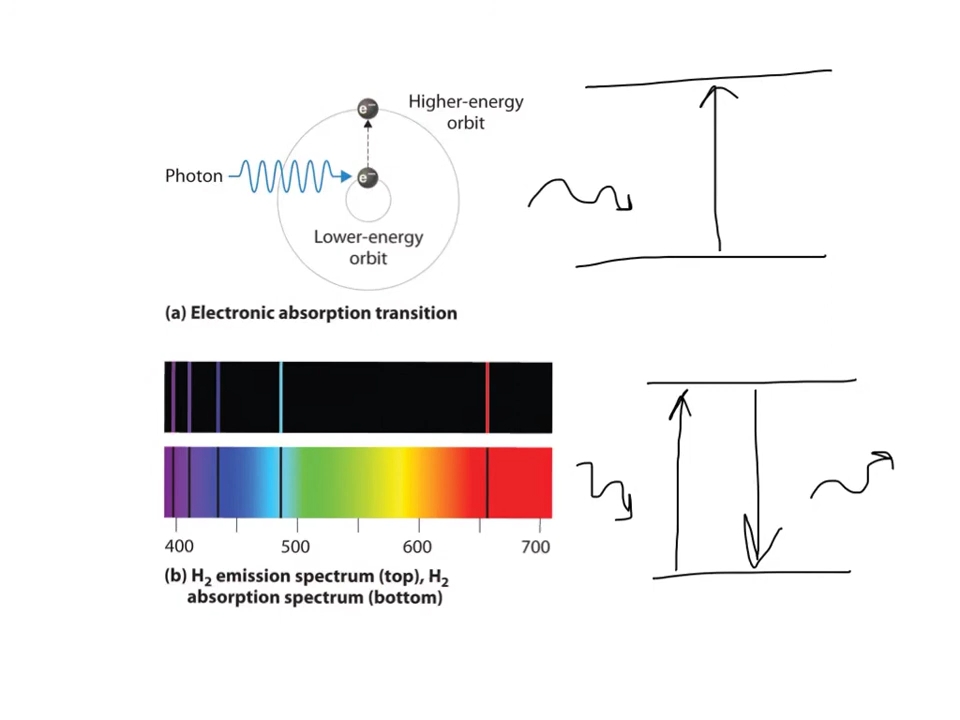 Higher-energy
orbit
e⁻
Photon
e⁻
Lower-energy
orbit
(a) Electronic absorption transition
400 500 600 700
(b) H₂ emission spectrum (top), H₂
absorption spectrum (bottom)